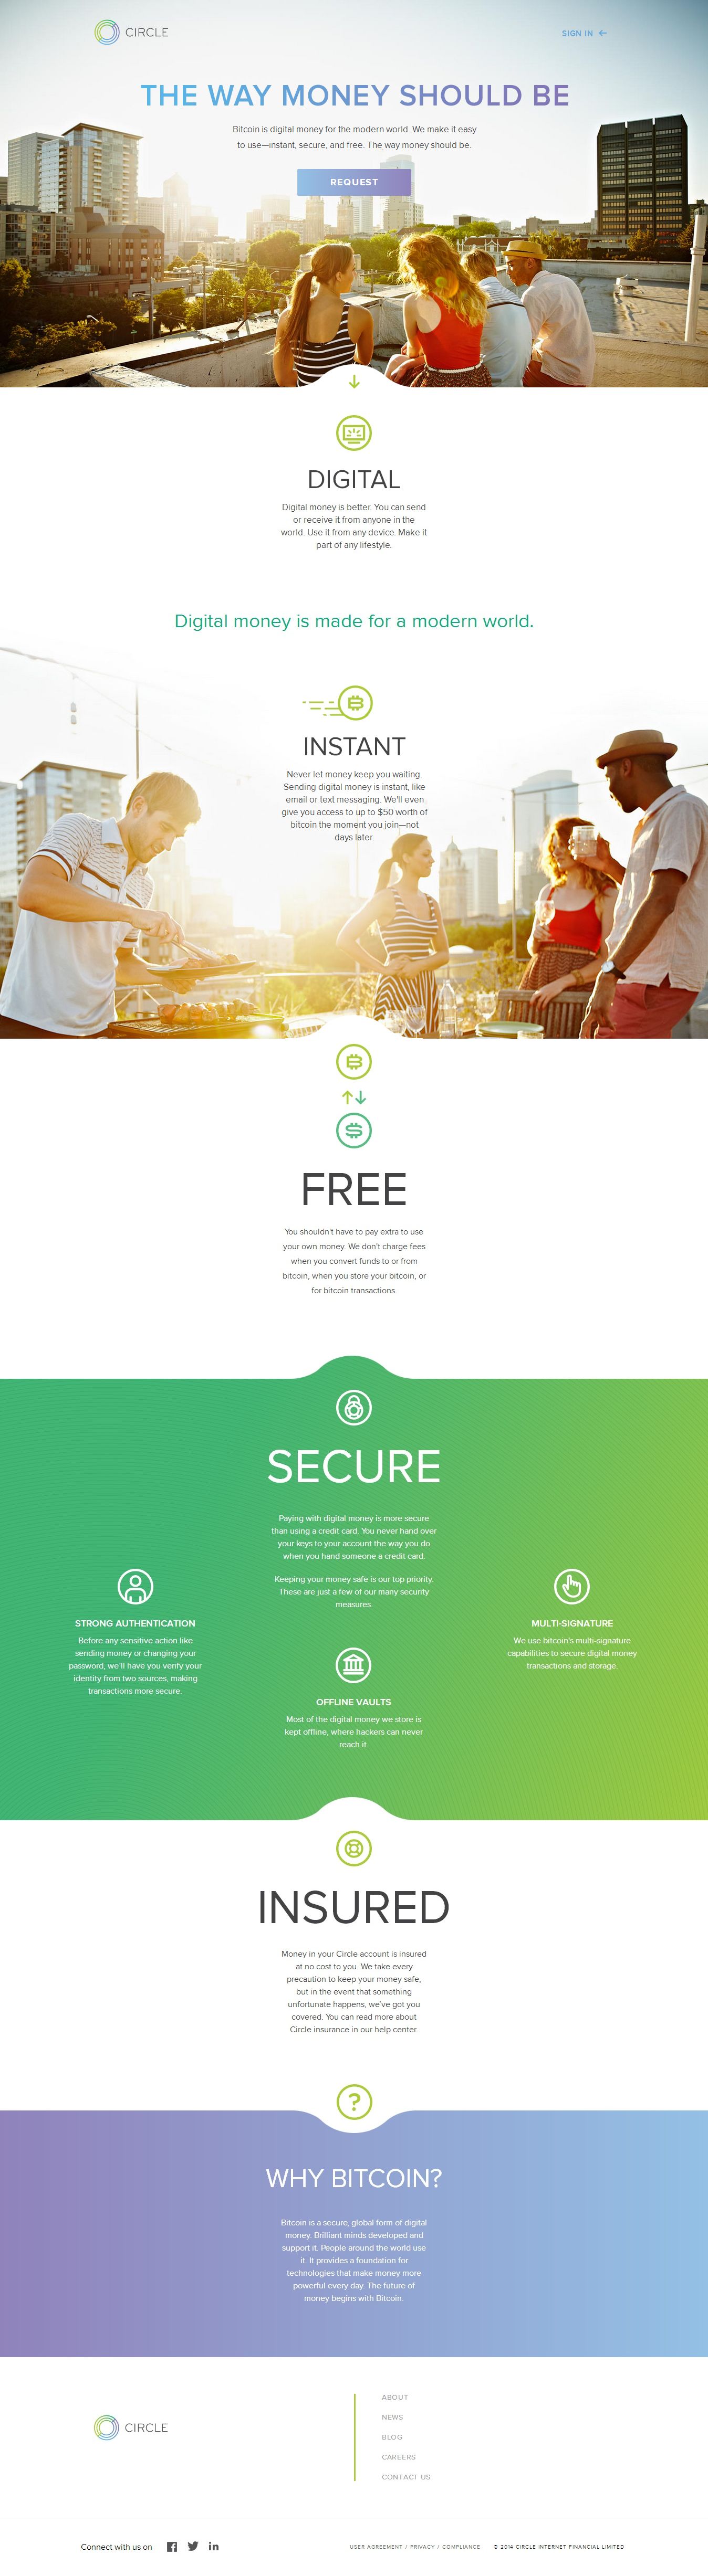 CIRCLE
SIGN IN
THE WAY MONEY SHOULD BE
Bitcoin is digital money for the modern world. We make it easy
to use—instant, secure, and free. The way money should be.
REQUEST
DIGITAL
Digital money is better. You can send
or receive it from anyone in the
world. Use it from any device. Make it
part of any lifestyle.
Digital money is made for a modern world.
INSTANT
Never let money keep you waiting.
Sending digital money is instant, like
email or text messaging. We'll even
give you access to up to $50 worth of
bitcoin the moment you join—not
days later.
FREE
You shouldn't have to pay extra to use
your own money. We don't charge fees
when you convert funds to or from
bitcoin, when you store your bitcoin, or
for bitcoin transactions.
SECURE
Paying with digital money is more secure
than using a credit card. You never hand over
your keys to your account the way you do
when you hand someone a credit card.
Keeping your money safe is our top priority.
These are just a few of our many security
measures.
STRONG AUTHENTICATION
Before any sensitive action like
sending money or changing your
password, we'll have you verify your
identity from two sources, making
transactions more secure.
OFFLINE VAULTS
Most of the digital money we store is
kept offline, where hackers can never
reach it.
MULTI-SIGNATURE
We use bitcoin's multi-signature
capabilities to secure digital money
transactions and storage.
INSURED
Money in your Circle account is insured
at no cost to you. We take every
precaution to keep your money safe,
but in the event that something
unfortunate happens, we've got you
covered. You can read more about
Circle insurance in our help center.
?
WHY BITCOIN?
Bitcoin is a secure, global form of digital
money. Brilliant minds developed and
support it. People around the world use
it. It provides a foundation for
technologies that make money more
powerful every day. The future of
money begins with Bitcoin.
CIRCLE
ABOUT
NEWS
BLOG
CAREERS
CONTACT US
Connect with us on
USER AGREEMENT / PRIVACY / COMPLIANCE © 2014 CIRCLE INTERNET FINANCIAL LIMITED